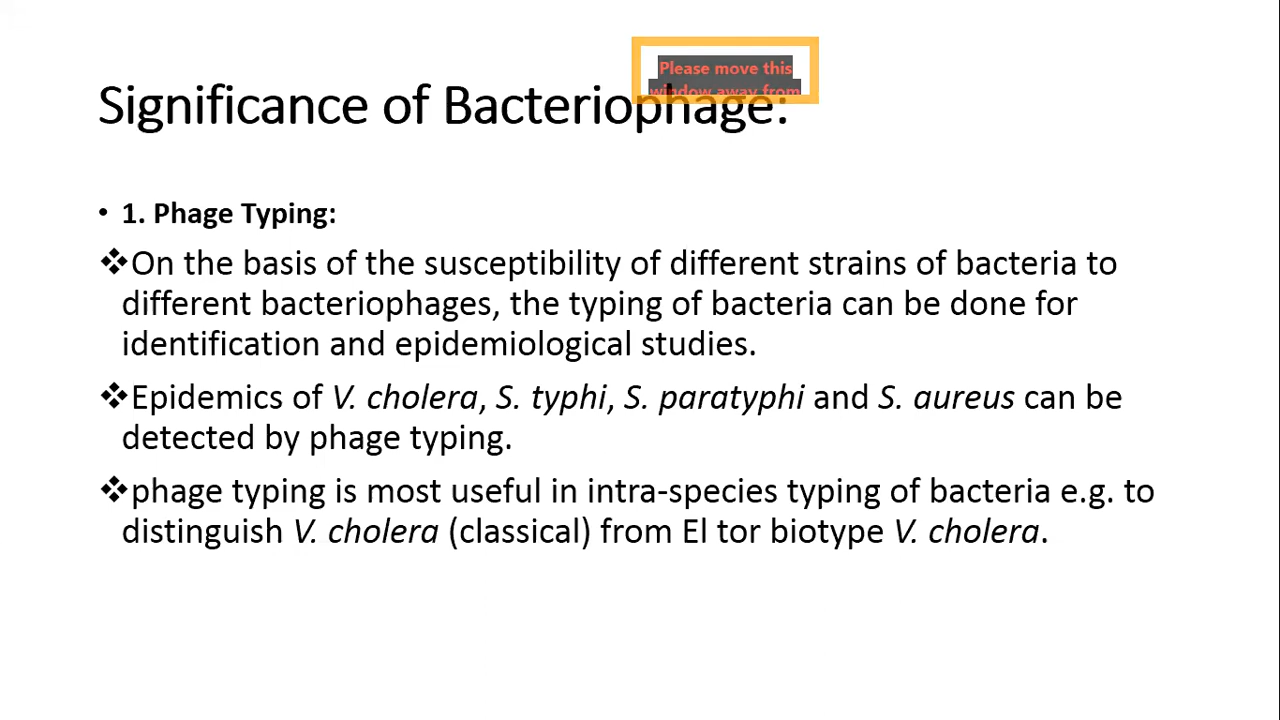 Please move this
window away from
Significance of Bacteriophage:
• 1. Phage Typing:
❖On the basis of the susceptibility of different strains of bacteria to
different bacteriophages, the typing of bacteria can be done for
identification and epidemiological studies.
❖Epidemics of V. cholera, S. typhi, S. paratyphi and S. aureus can be
detected by phage typing.
❖phage typing is most useful in intra-species typing of bacteria e.g. to
distinguish V. cholera (classical) from El tor biotype V. cholera.